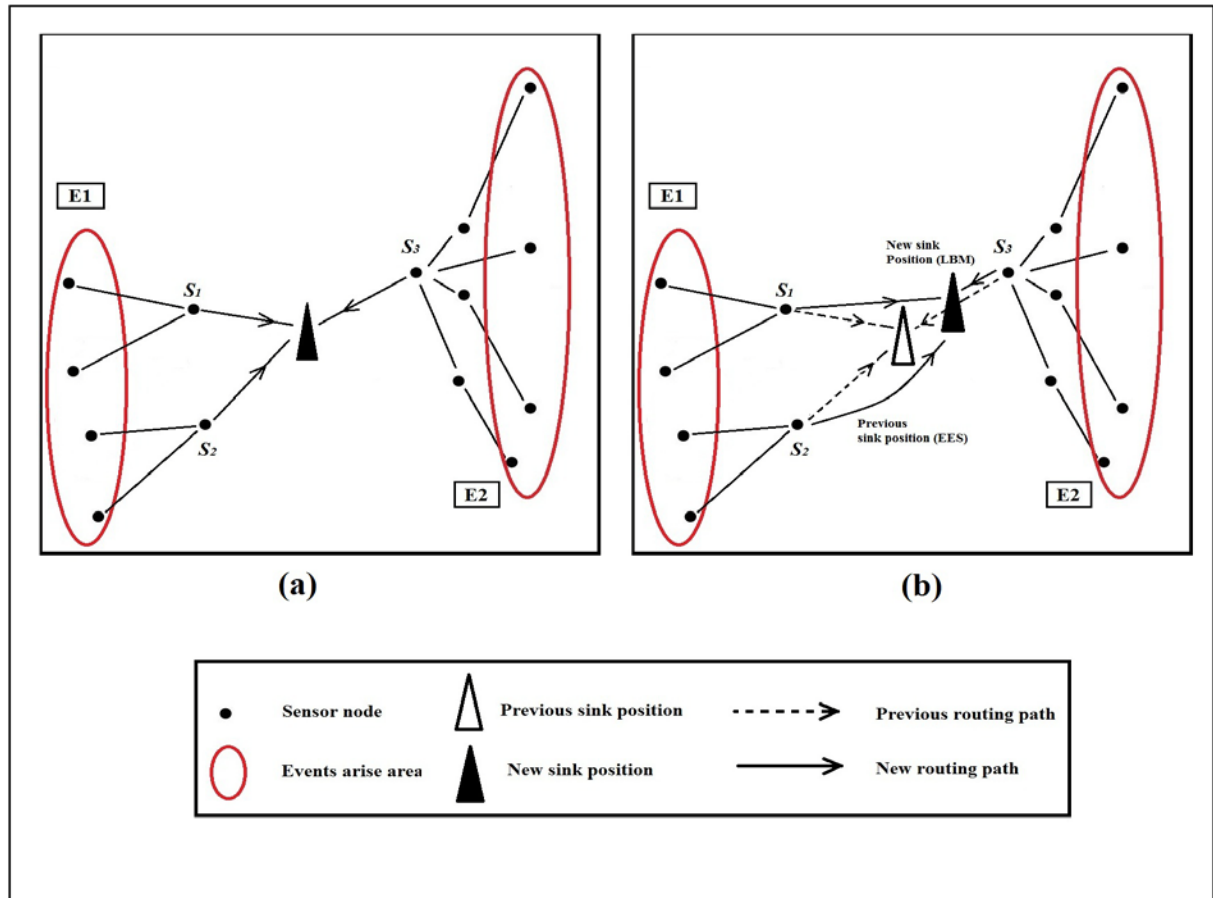 E1
S1
S2
S3
E2
(a)
E1
S1
S2
New sink
Position (LBM)
S3
Previous
sink position (EES)
E2
(b)
Sensor node
Previous sink position
Previous routing path
Events arise area
New sink position
New routing path